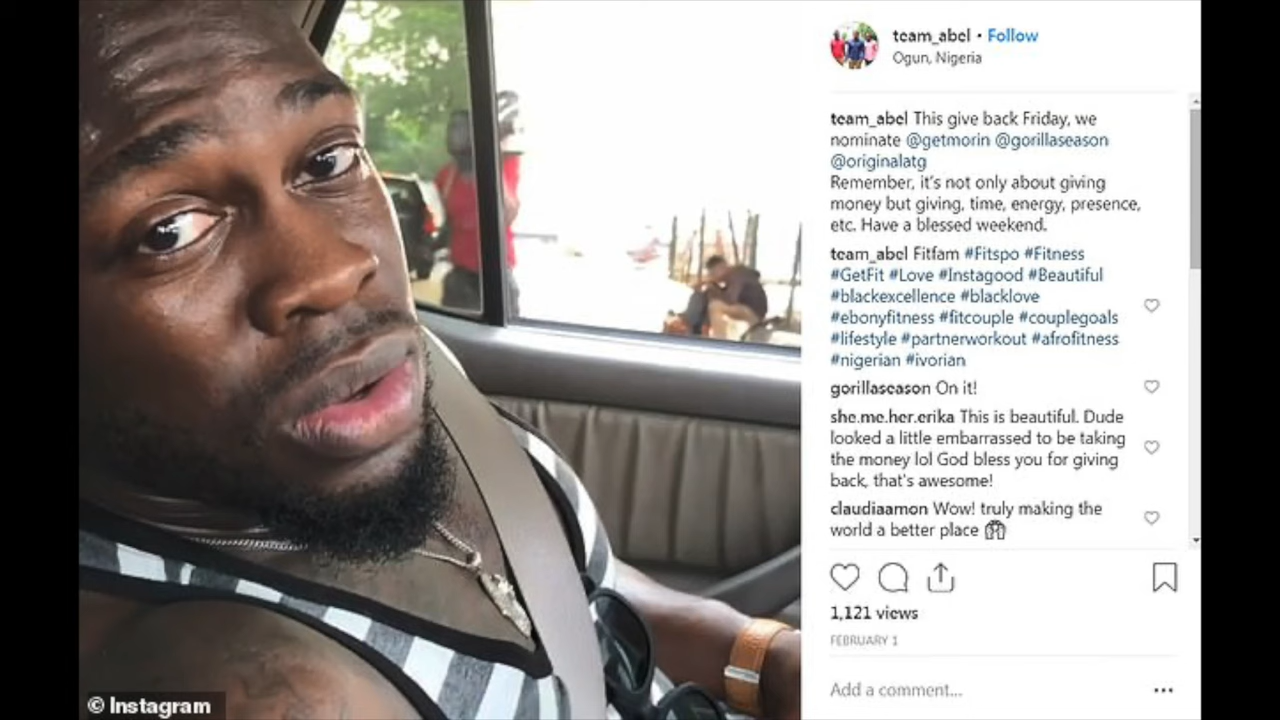 team_abel • Follow
Ogun, Nigeria
team_abel This give back Friday, we
nominate @getmorin @gorillaseason
@originalatg
Remember, it's not only about giving
money but giving, time, energy, presence,
etc. Have a blessed weekend.
team_abel Fitfam #Fitspo #Fitness
#GetFit #Love #Instagood #Beautiful
#blackexcellence #blacklove
#ebonyfitness #fitcouple #couplegoals
#lifestyle #partnerworkout #afrofitness
#nigerian #ivorian
gorillaseason On it!
she.me.her.erika This is beautiful. Dude
looked a little embarrassed to be taking
the money lol God bless you for giving
back, that's awesome!
claudiaamon Wow! truly making the
world a better place
1,121 views
FEBRUARY 1
Add a comment...
© Instagram